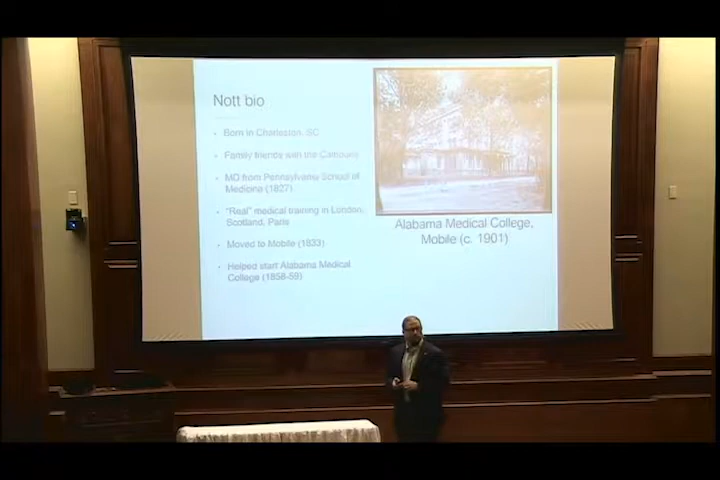 Nott bio
Born in Charleston, SC
Family friends with the Calhouns
MD from Pennsylvania School of
Medicine (1827)
"Real" medical training in London,
Scotland, Paris
Moved to Mobile (1833)
Helped start Alabama Medical
College (1858-59)
Alabama Medical College,
Mobile (c. 1901)